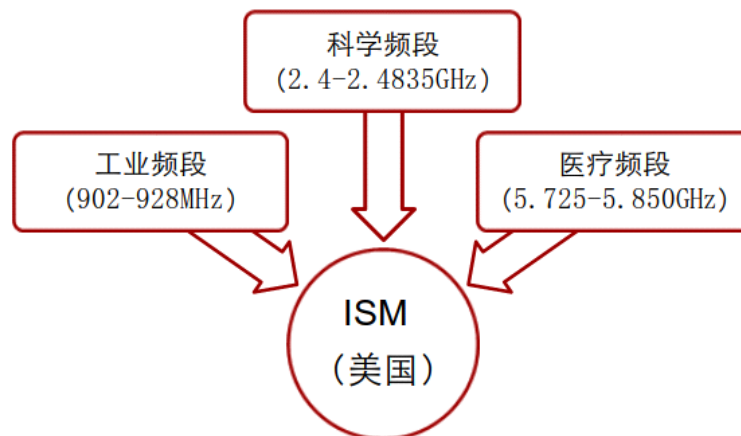 科学频段
(2.4-2.4835GHz)
工业频段
(902-928MHz)
医疗频段
(5.725-5.850GHz)
ISM
（美国）